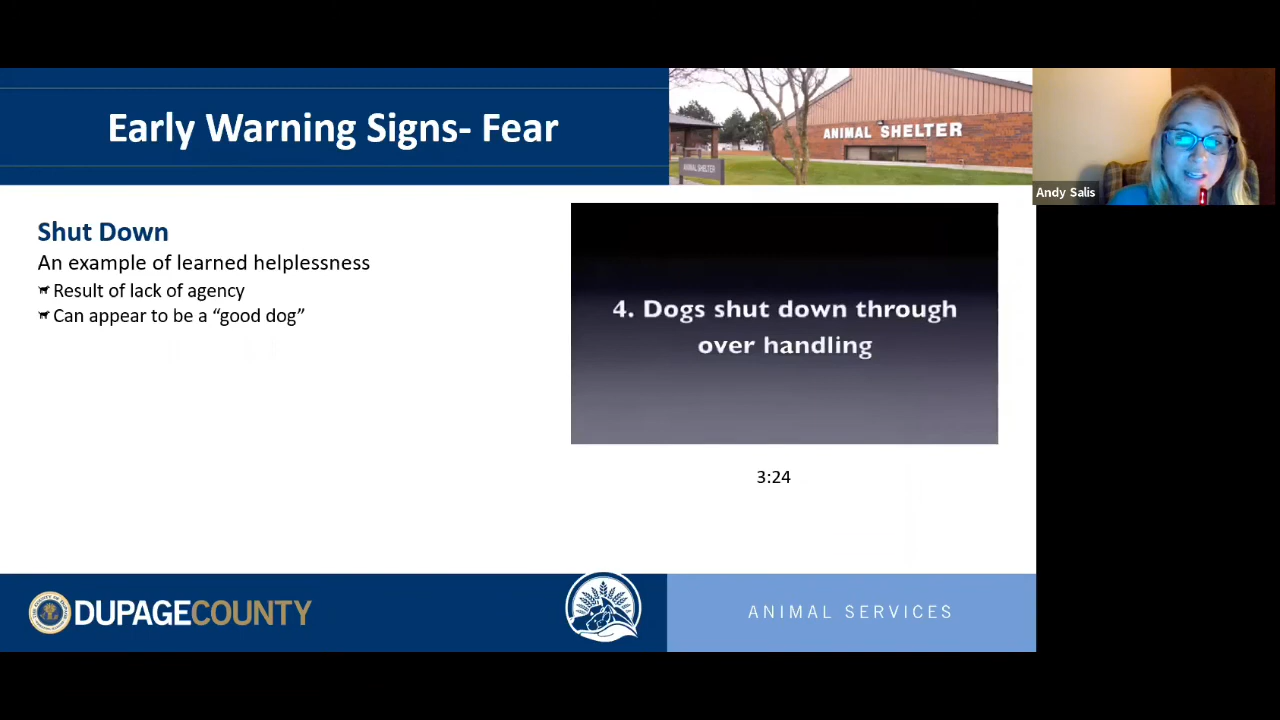 Early Warning Signs- Fear
ANIMAL SHELTER
ANIMAL SHELTER
Andy Salis
Shut Down
An example of learned helplessness
Result of lack of agency
Can appear to be a “good dog”
4. Dogs shut down through
over handling
3:24
DUPAGECOUNTY
ANIMAL SERVICES